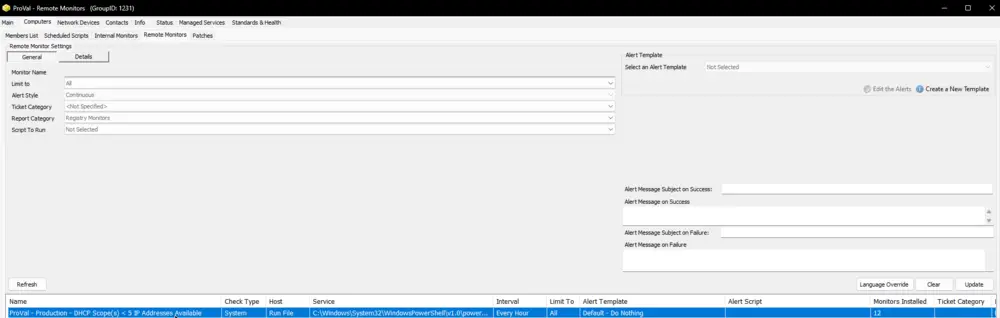 ProVal - Remote Monitors (GroupID: 1231)
Main Computers Network Devices Contacts Info Status Managed Services Standards & Health
Members List Scheduled Scripts Internal Monitors Remote Monitors Patches
Remote Monitor Settings
General Details
Monitor Name
Limit to All
Alert Style Continuous
Ticket Category <Not Specified>
Report Category Registry Monitors
Script To Run Not Selected
Alert Template
Select an Alert Template Not Selected
Edit the Alerts Create a New Template
Alert Message Subject on Success:
Alert Message on Success
Alert Message Subject on Failure:
Alert Message on Failure
Refresh Language Override Clear Update
Name Check Type Host Service Interval Limit To Alert Template Alert Script Monitors Installed Ticket Category
ProVal - Production - DHCP Scope(s) < 5 IP Addresses Available System Run File C:\Windows\System32\WindowsPowerShell\v1.0\power... Every Hour All Default - Do Nothing 12